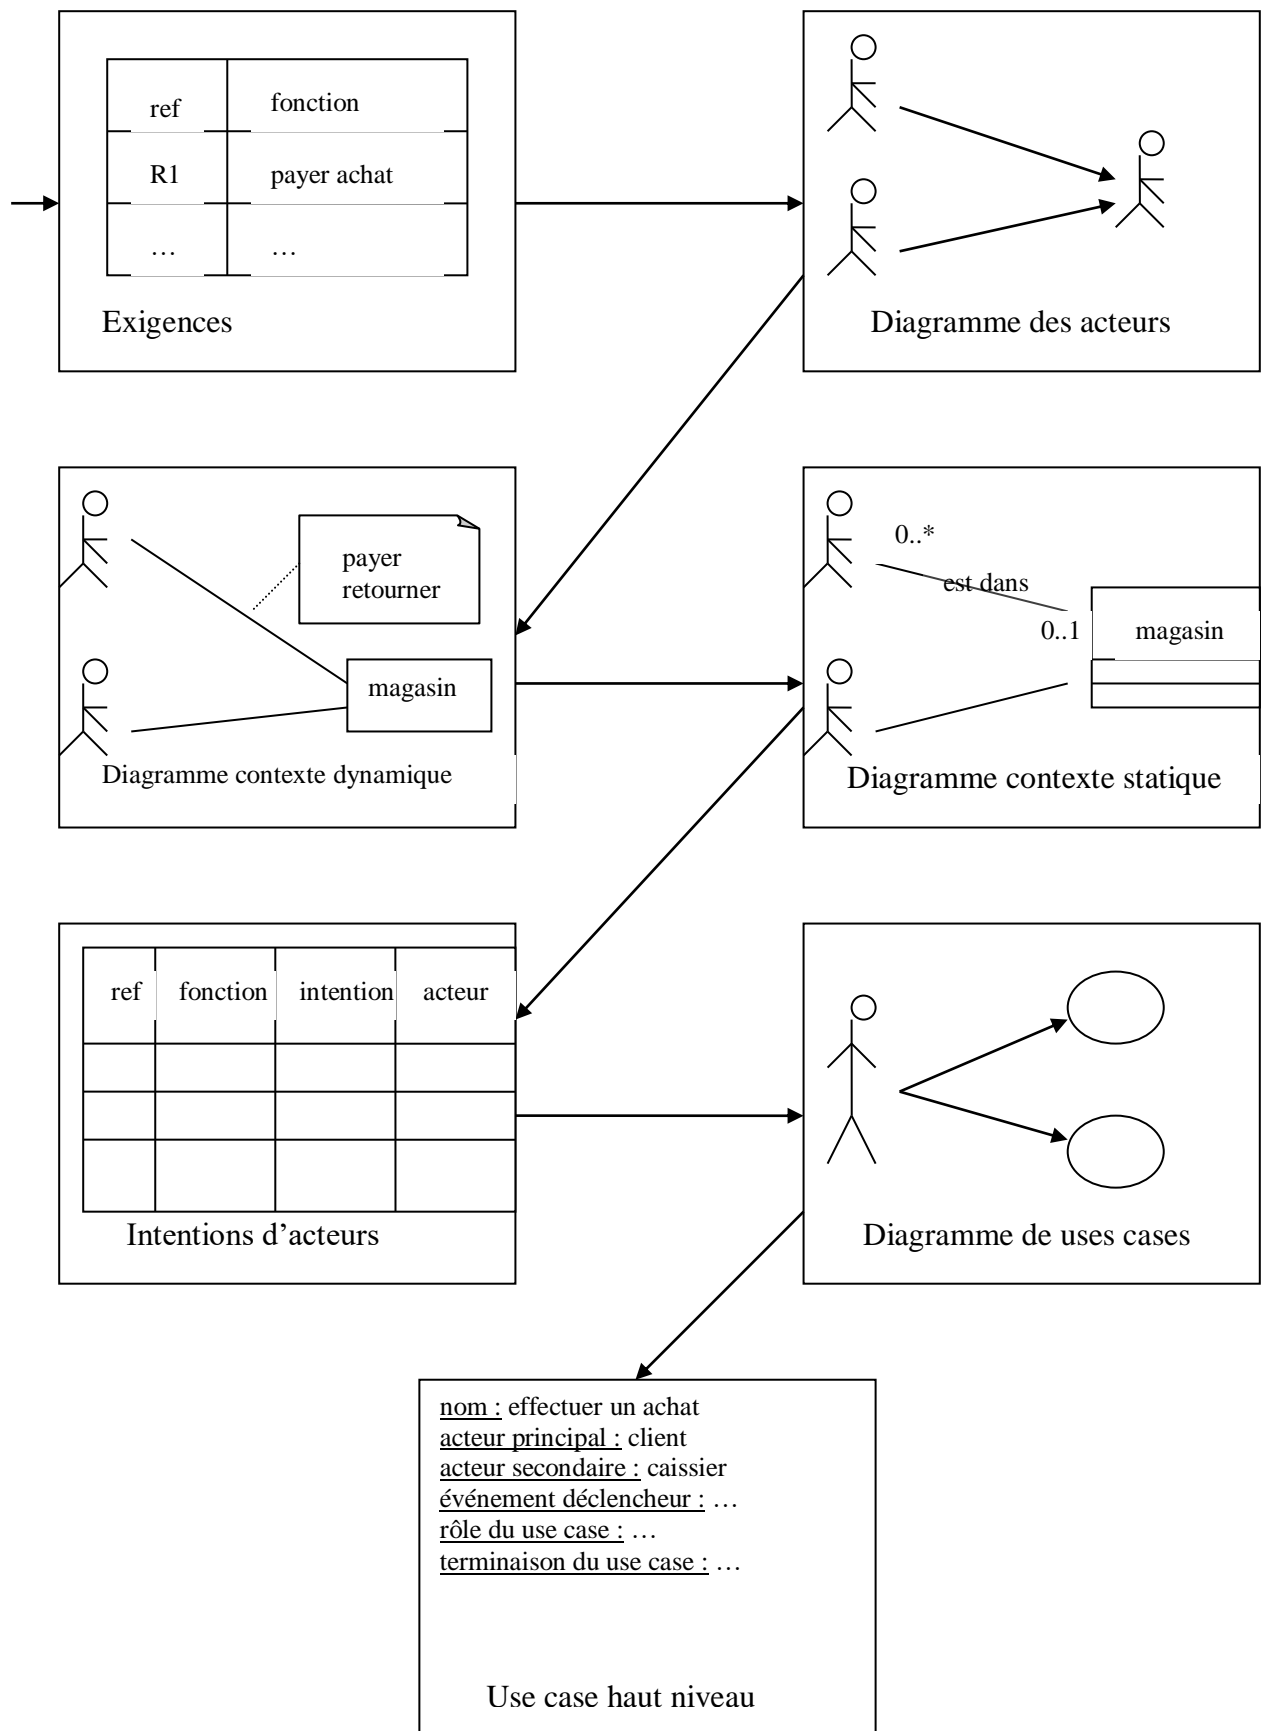 ref fonction
R1 payer achat
… …
Exigences
Diagramme des acteurs
payer
retourner
magasin
Diagramme contexte dynamique
0..*
est dans
0..1 magasin
Diagramme contexte statique
ref fonction intention acteur
Intentions d’acteurs
Diagramme de uses cases
nom : effectuer un achat
acteur principal : client
acteur secondaire : caissier
événement déclencheur : …
rôle du use case : …
terminaison du use case : …
Use case haut niveau